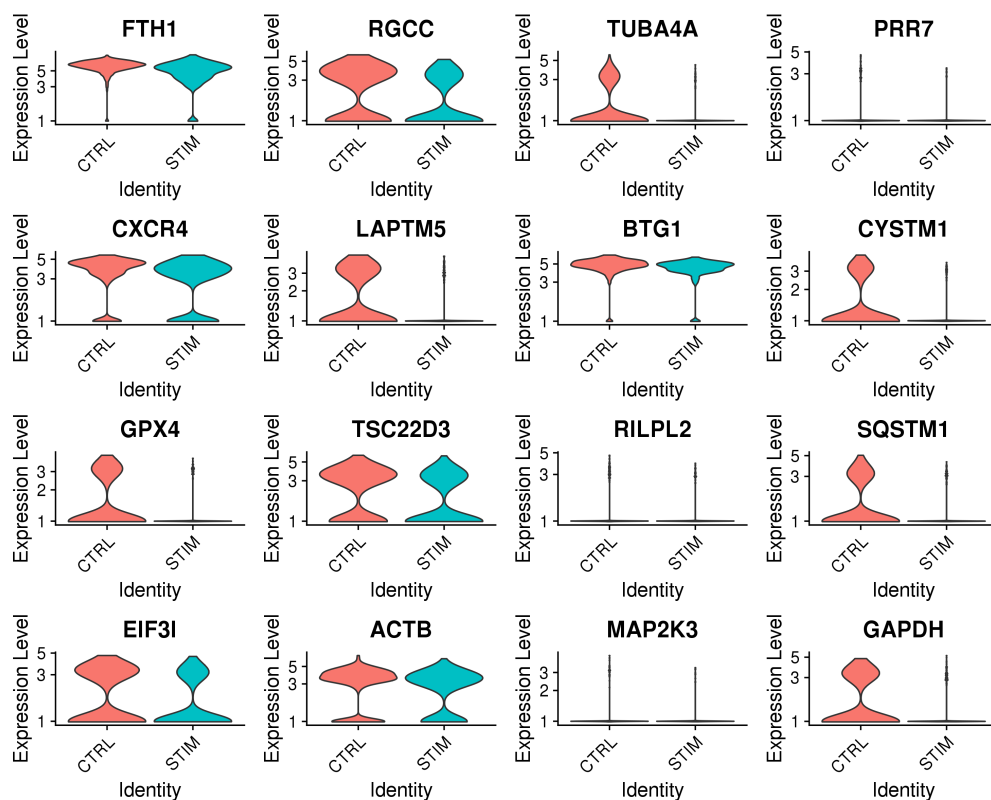 FTH1 RGCC TUBA4A PRR7
Expression Level 5 3 1 Expression Level 5 3 1 Expression Level 5 3 1 Expression Level 5 3 1
CTRL STIM CTRL STIM CTRL STIM CTRL STIM
Identity Identity Identity Identity
CXCR4 LAPTM5 BTG1 CYSTM1
Expression Level 5 3 1 Expression Level 3 2 1 Expression Level 5 3 1 Expression Level 3 2 1
CTRL STIM CTRL STIM CTRL STIM CTRL STIM
Identity Identity Identity Identity
GPX4 TSC22D3 RILPL2 SQSTM1
Expression Level 3 2 1 Expression Level 5 3 1 Expression Level 5 3 1 Expression Level 5 3 1
CTRL STIM CTRL STIM CTRL STIM CTRL STIM
Identity Identity Identity Identity
EIF3I ACTB MAP2K3 GAPDH
Expression Level 5 3 1 Expression Level 5 3 1 Expression Level 3 2 1 Expression Level 5 3 1
CTRL STIM CTRL STIM CTRL STIM CTRL STIM
Identity Identity Identity Identity